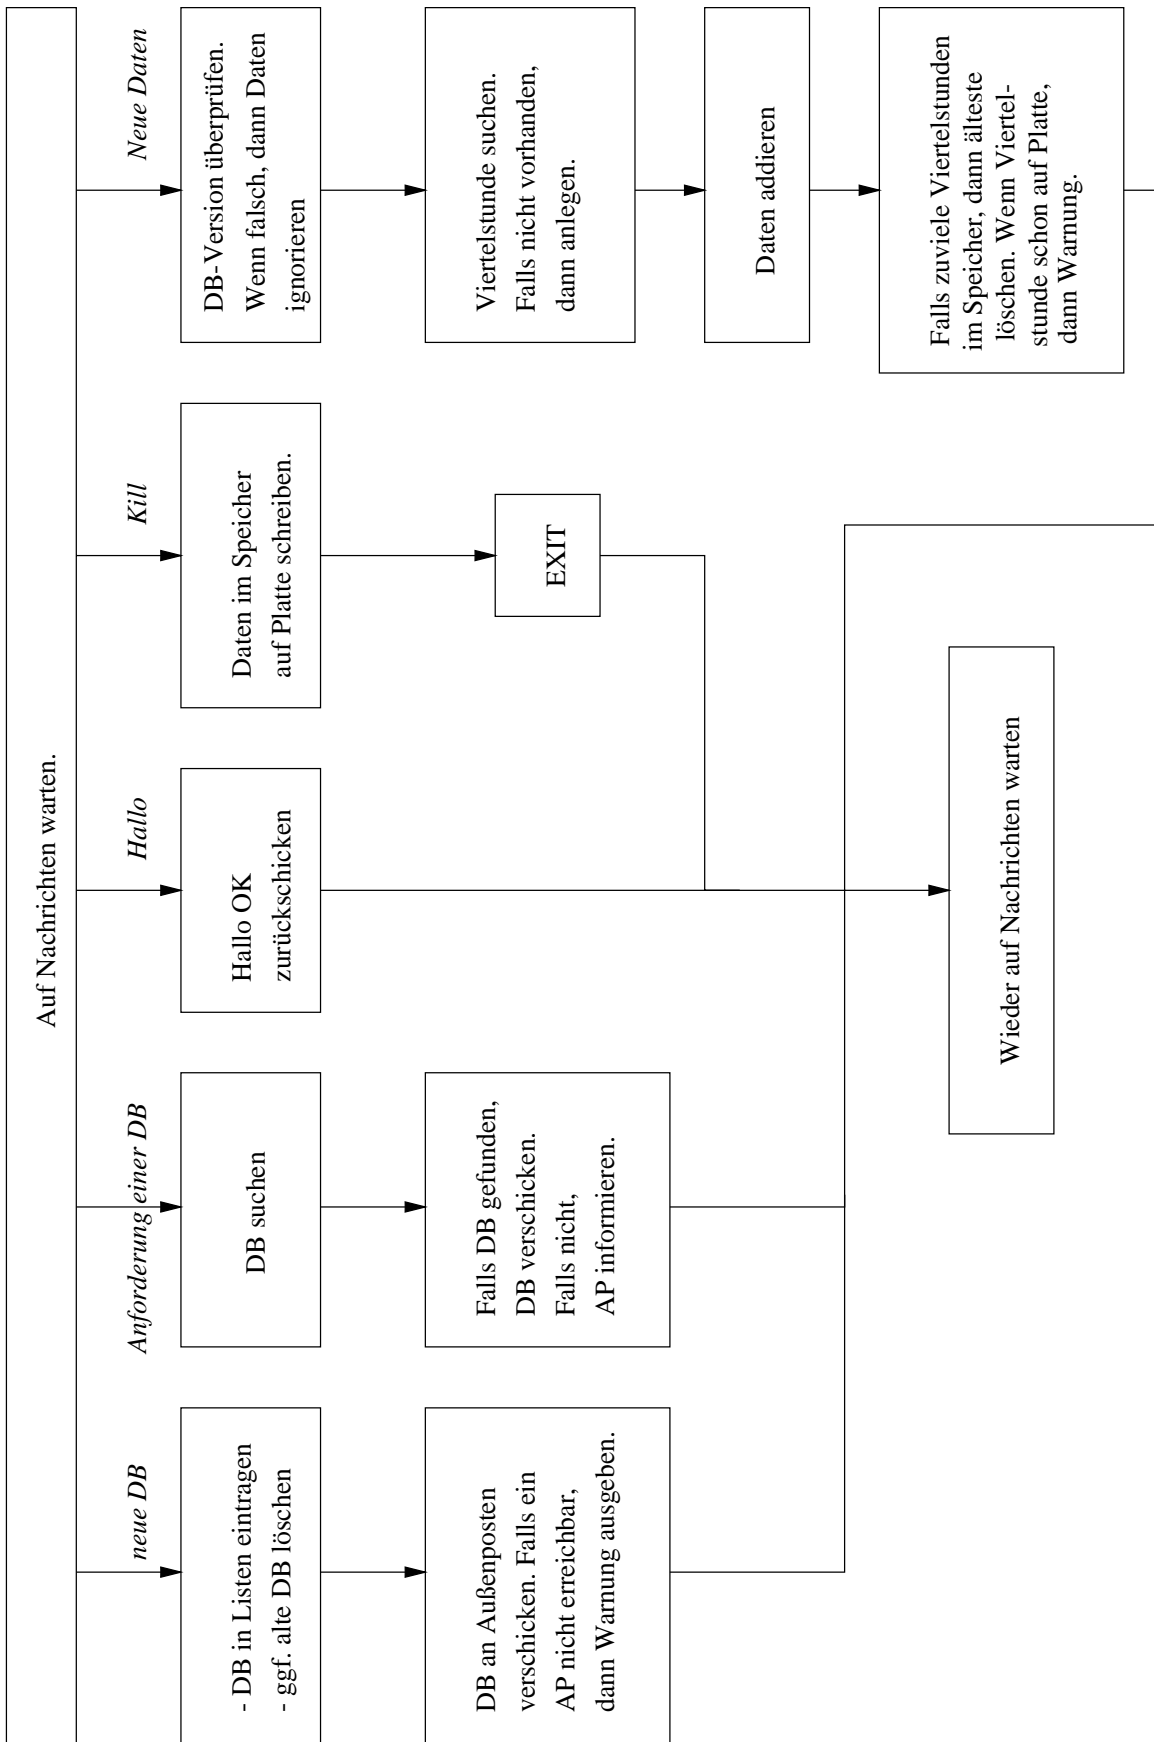 Auf Nachrichten warten.
neue DB
- DB in Listen eintragen
- ggf. alte DB löschen
DB an Außenposten
verschicken. Falls ein
AP nicht erreichbar,
dann Warnung ausgeben.
Anforderung einer DB
DB suchen
Falls DB gefunden,
DB verschicken.
Falls nicht,
AP informieren.
Hallo
Hallo OK
zurückschicken
Kill
Daten im Speicher
auf Platte schreiben.
EXIT
Neue Daten
DB-Version überprüfen.
Wenn falsch, dann Daten
ignorieren
Viertelstunde suchen.
Falls nicht vorhanden,
dann anlegen.
Daten addieren
Falls zuviele Viertelstunden
im Speicher, dann älteste
löschen. Wenn Viertel-
stunde schon auf Platte,
dann Warnung.
Wieder auf Nachrichten warten